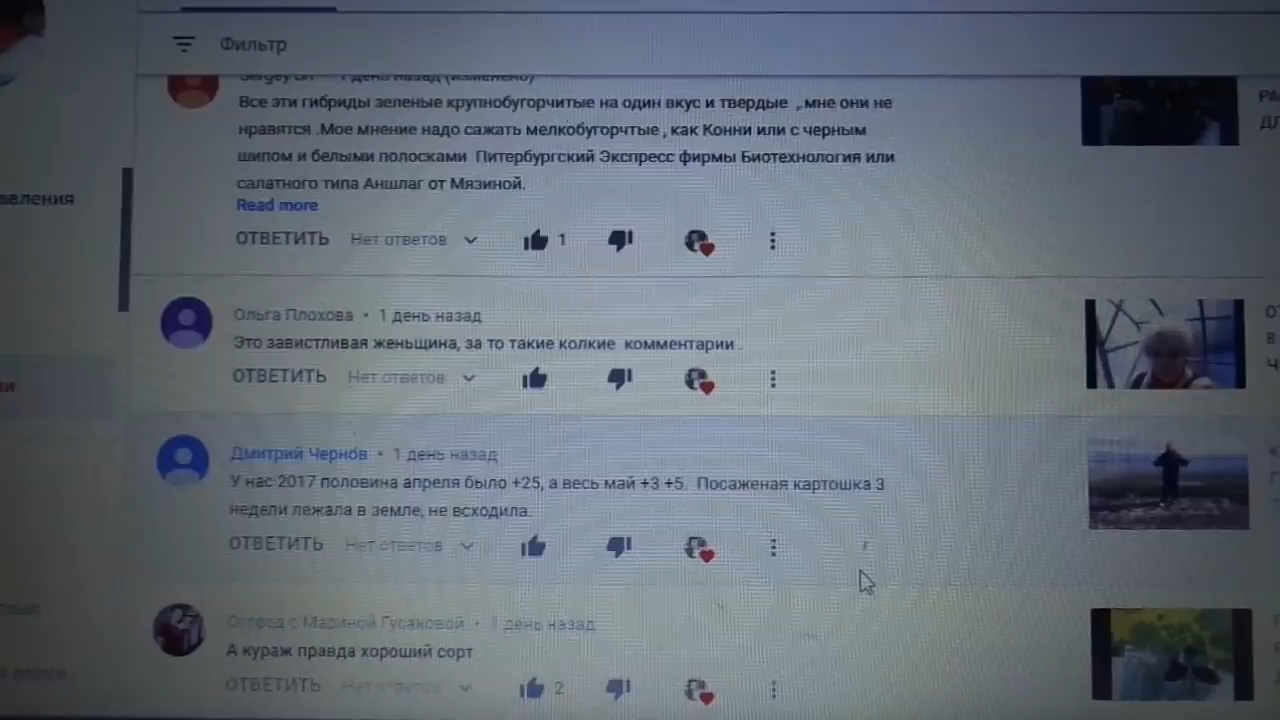 Фильтр
1 день назад (изменено)
Все эти гибриды зеленые крупнобугорчитые на один вкус и твердые , мне они не
нравятся .Мое мнение надо сажать мелкобугорчтые , как Конни или с черным
шипом и белыми полосками Питербургский Экспресс фирмы Биотехнология или
салатного типа Аншлаг от Мязиной.
Read more
ОТВЕТИТЬ Нет ответов 1
Ольга Плохова • 1 день назад
Это завистливая женьщина, за то такие колкие комментарии .
ОТВЕТИТЬ Нет ответов
Дмитрий Чернов • 1 день назад
У нас 2017 половина апреля было +25, а весь май +3 +5. Посаженая картошка 3
недели лежала в земле, не всходила.
ОТВЕТИТЬ Нет ответов
Огород с Мариной Гусаковой • 1 день назад
А кураж правда хороший сорт
ОТВЕТИТЬ Нет ответов 2